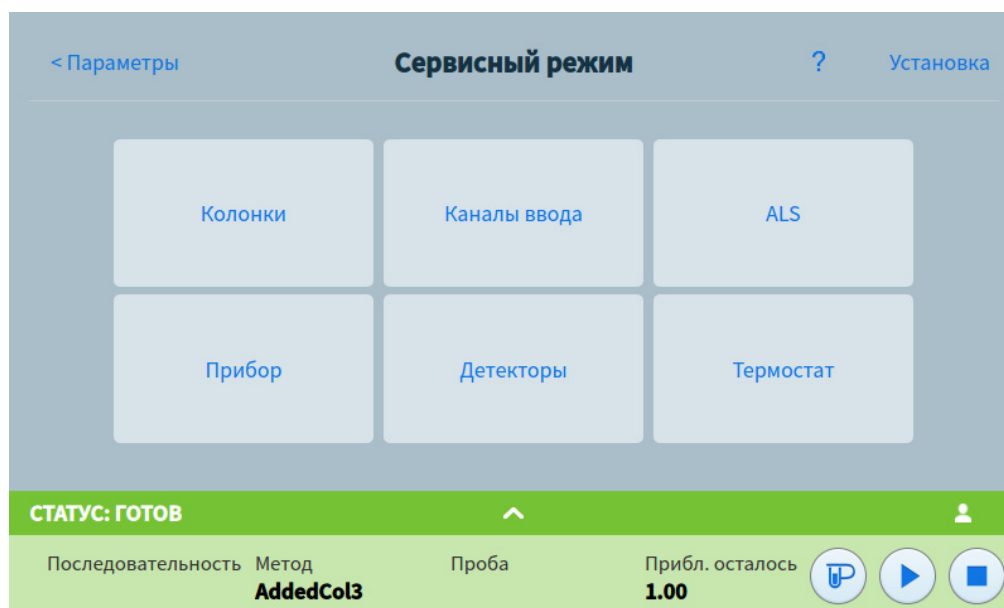 < Параметры Сервисный режим ? Установка
Колонки Каналы ввода ALS
Прибор Детекторы Термостат
СТАТУС: ГОТОВ
Последовательность Метод Проба Прибл. осталось
AddedCol3 1.00